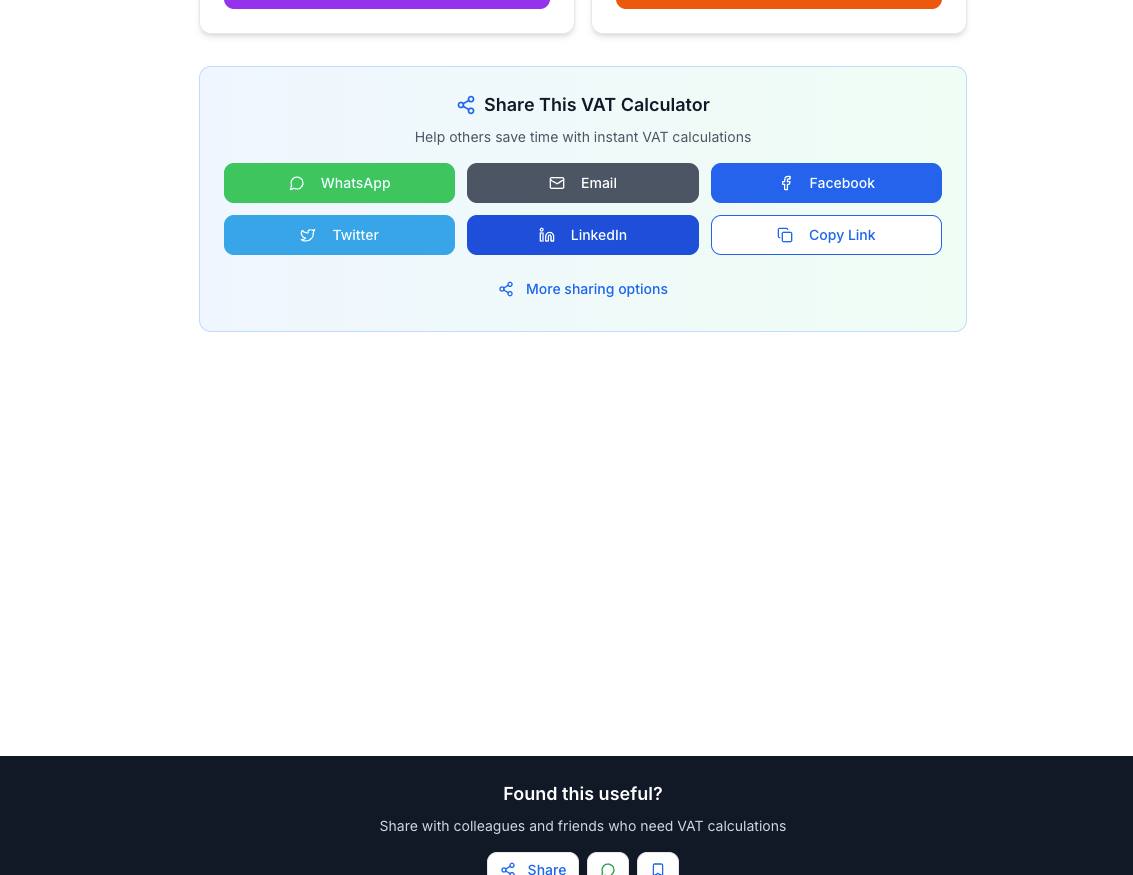 Share This VAT Calculator
Help others save time with instant VAT calculations
WhatsApp
Email
Facebook
Twitter
LinkedIn
Copy Link
More sharing options
Found this useful?
Share with colleagues and friends who need VAT calculations
Share